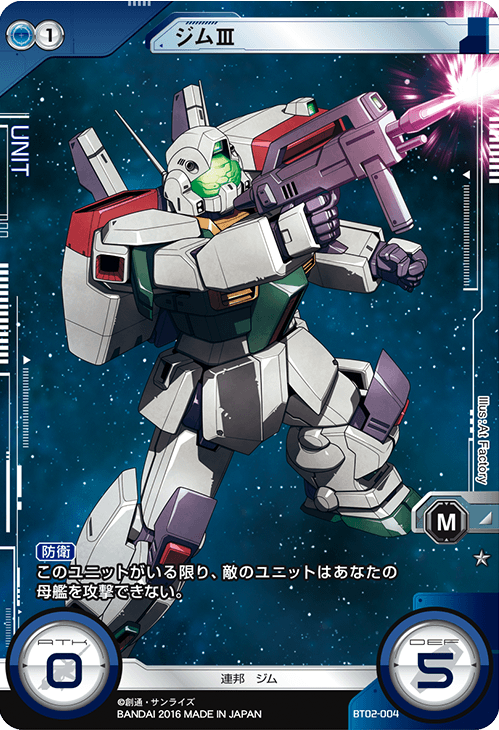 1
ジムⅢ
UNIT
Illus:At Factory
M
防衛
このユニットがいる限り、敵のユニットはあなたの
母艦を攻撃できない。
ATK
0
DEF
5
連邦 ジム
©創通・サンライズ
BANDAI 2016 MADE IN JAPAN
BT02-004